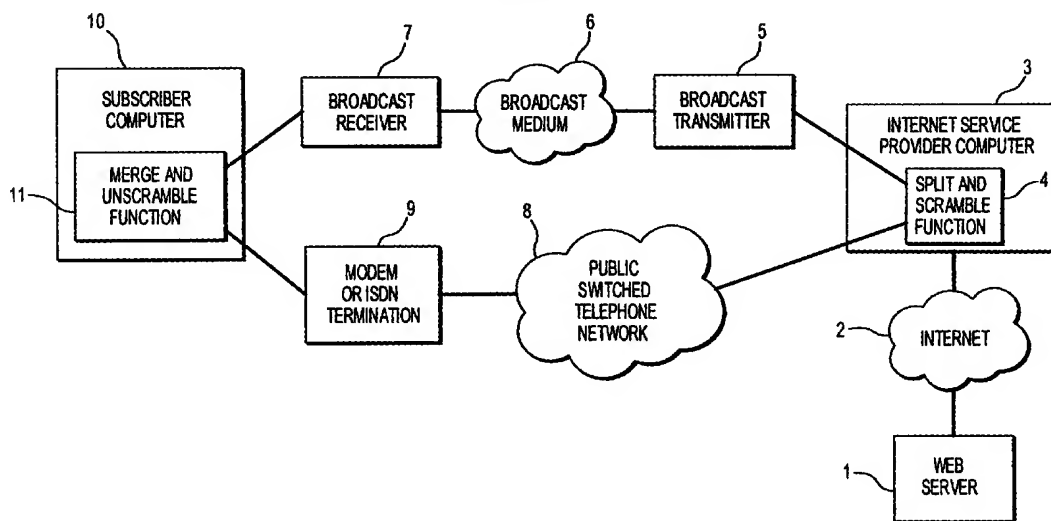 10
7
6
5
3
SUBSCRIBER
COMPUTER
BROADCAST
RECEIVER
BROADCAST
MEDIUM
BROADCAST
TRANSMITTER
INTERNET SERVICE
PROVIDER COMPUTER
11
MERGE AND
UNSCRAMBLE
FUNCTION
SPLIT AND
SCRAMBLE
FUNCTION
4
9
8
MODEM
OR ISDN
TERMINATION
PUBLIC
SWITCHED
TELEPHONE
NETWORK
2
INTERNET
1
WEB
SERVER